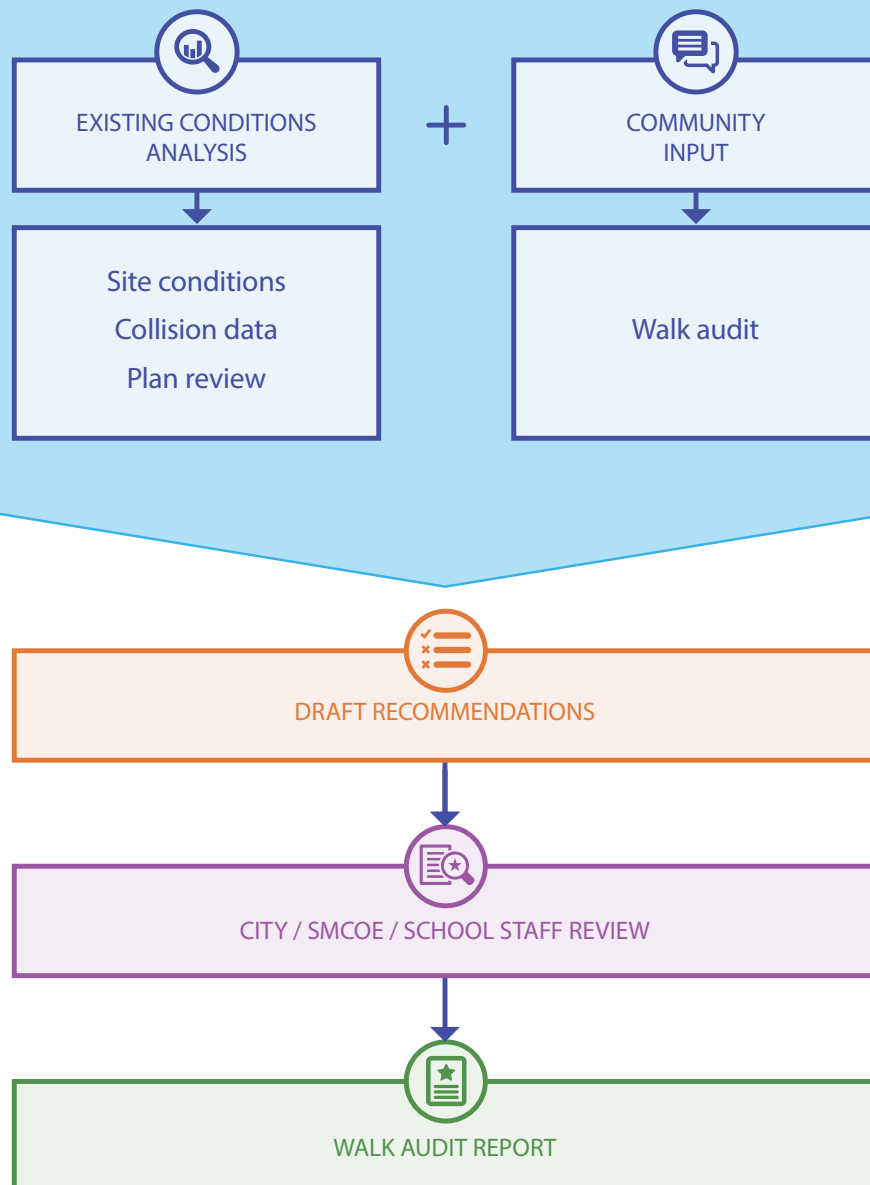 EXISTING CONDITIONS
ANALYSIS
+
COMMUNITY
INPUT
Site conditions
Collision data
Plan review
Walk audit
DRAFT RECOMMENDATIONS
CITY / SMCOE / SCHOOL STAFF REVIEW
WALK AUDIT REPORT